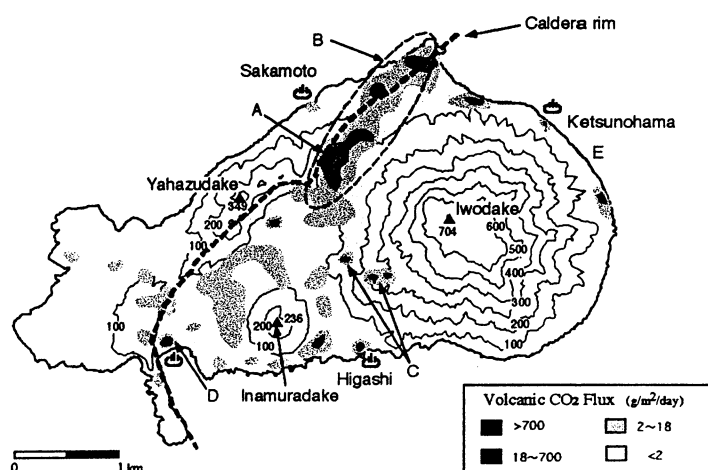 Caldera rim
B
Sakamoto
A
Ketsunohama
E
Yahazudake
349
200
100
Iwodake
704
600
500
400
300
200
100
100
200
236
100
D
Inamuradake
Higashi
C
Volcanic CO2 Flux (g/m²/day)
>700
2~18
18~700
<2
0
1 km